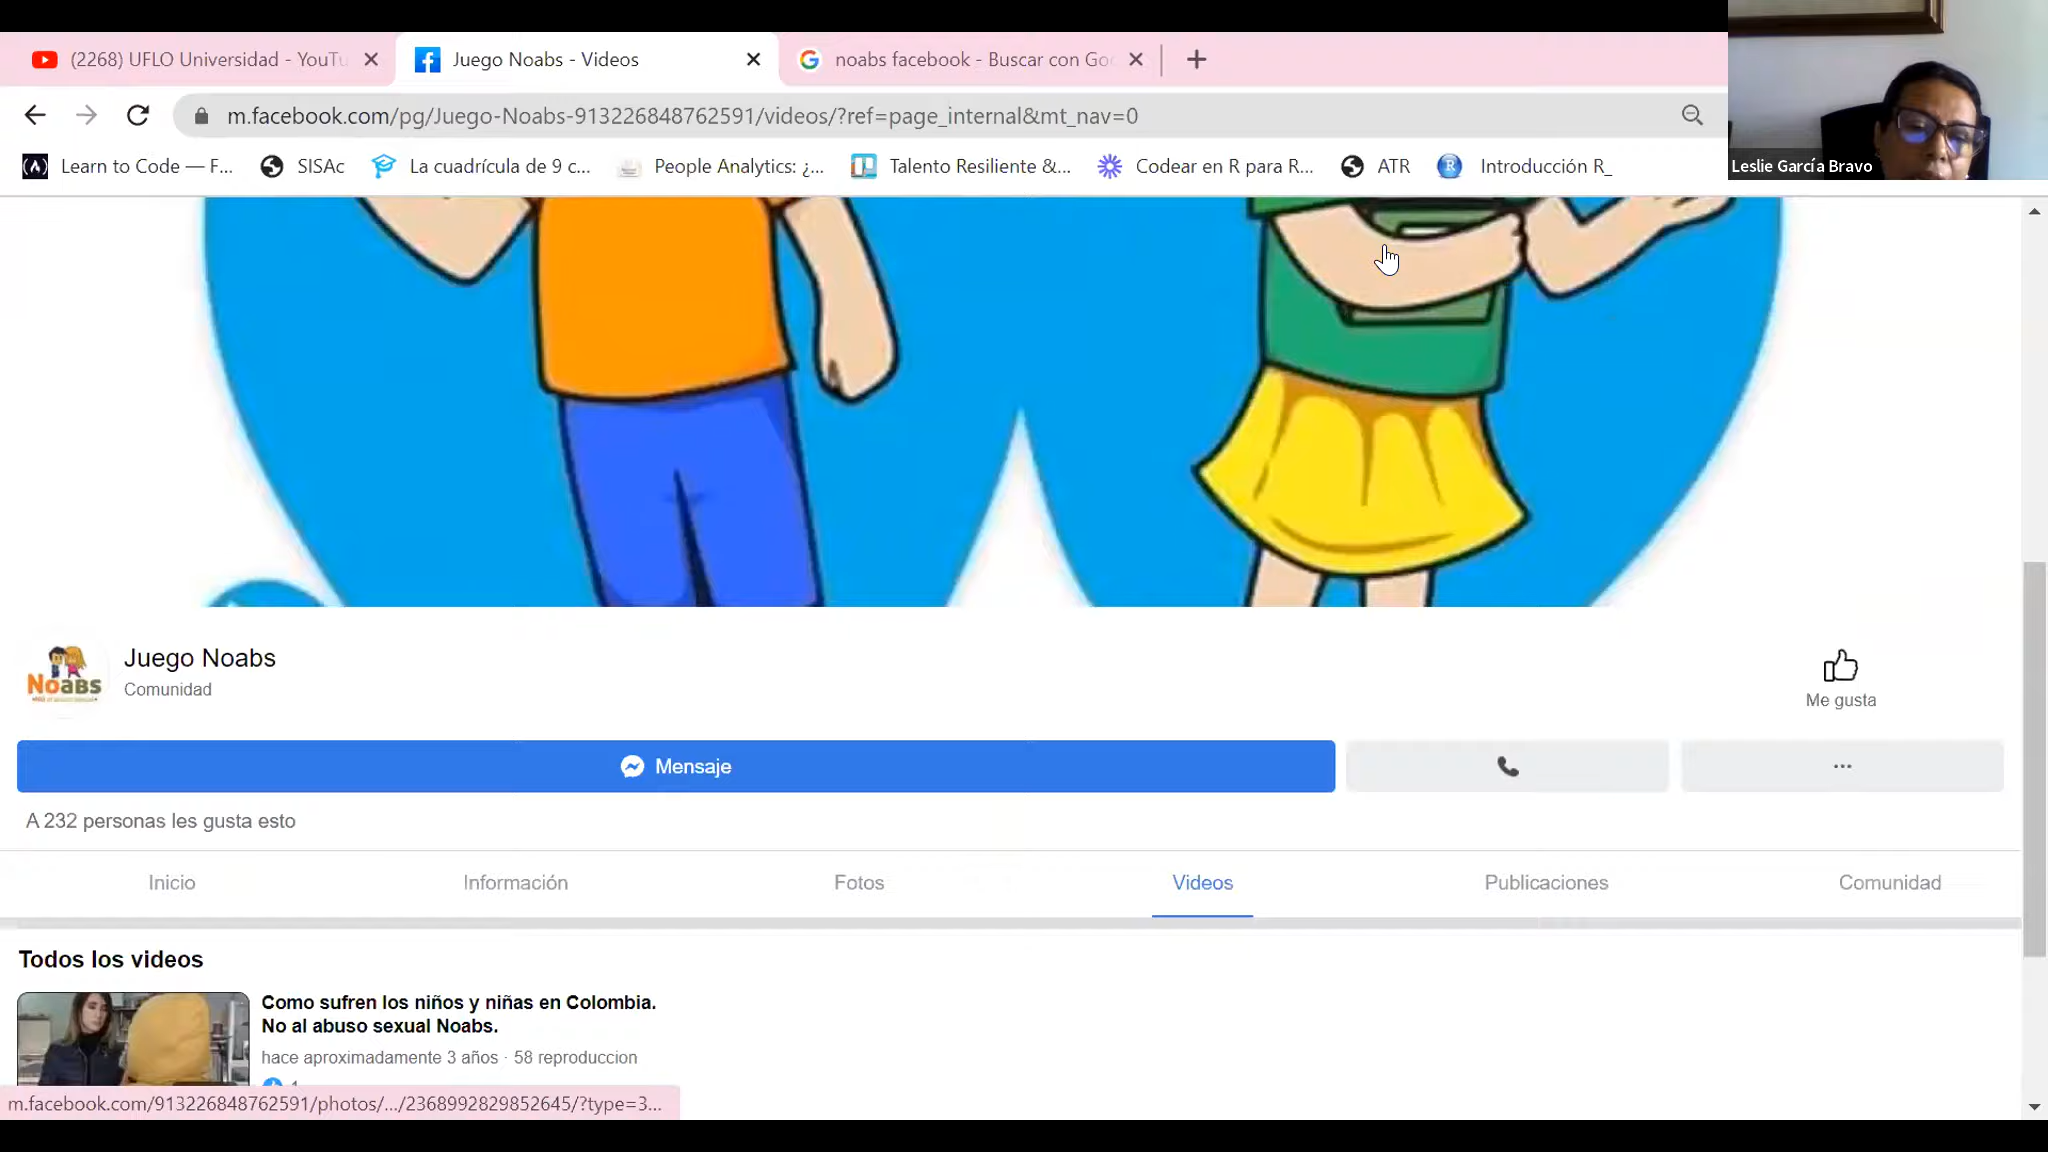 (2268) UFLO Universidad - YouTu
Juego Noabs - Videos
noabs facebook - Buscar con Goo
m.facebook.com/pg/Juego-Noabs-913226848762591/videos/?ref=page_internal&mt_nav=0
Learn to Code — F...
SISAc
La cuadrícula de 9 c...
People Analytics: ¿...
Talento Resiliente &...
Codear en R para R...
ATR
Introducción R_
Leslie García Bravo
Noabs
Juego Noabs
Comunidad
Me gusta
Mensaje
...
A 232 personas les gusta esto
Inicio
Información
Fotos
Videos
Publicaciones
Comunidad
Todos los videos
Como sufren los niños y niñas en Colombia.
No al abuso sexual Noabs.
hace aproximadamente 3 años · 58 reproduccion
m.facebook.com/913226848762591/photos/.../2368992829852645/?type=3...